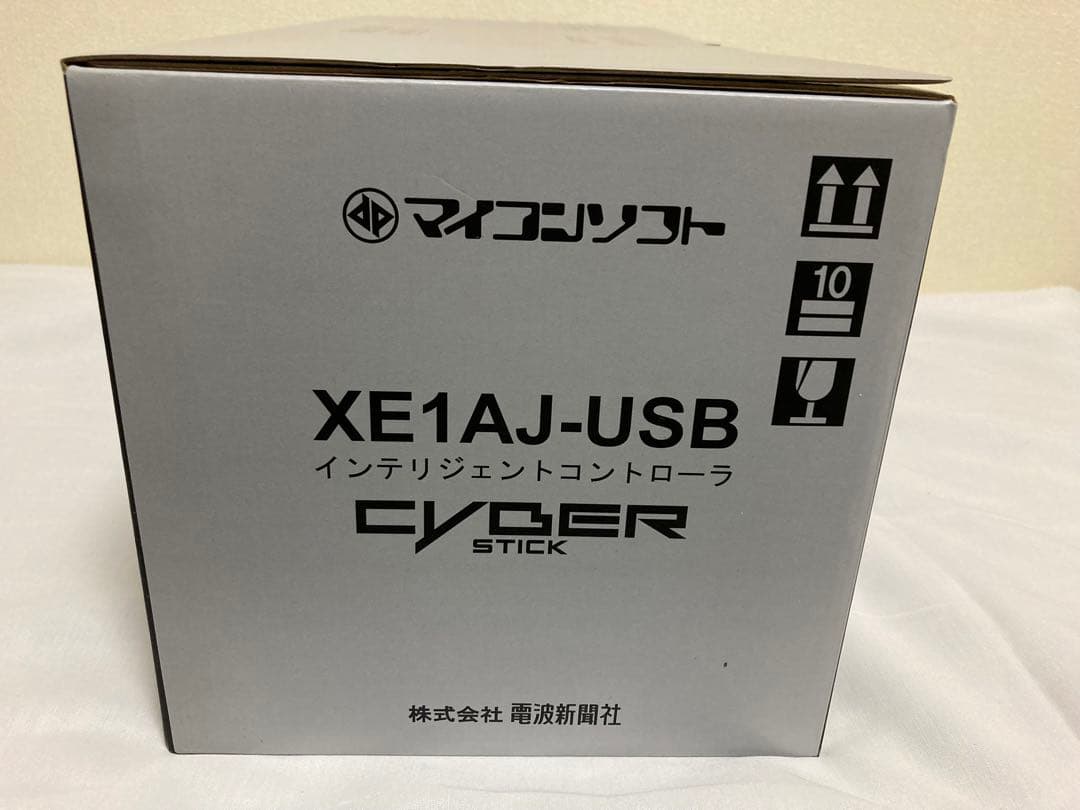 dp マイコンソフト
10
XE1AJ-USB
インテリジェントコントローラ
CYBER
STICK
株式会社 電波新聞社